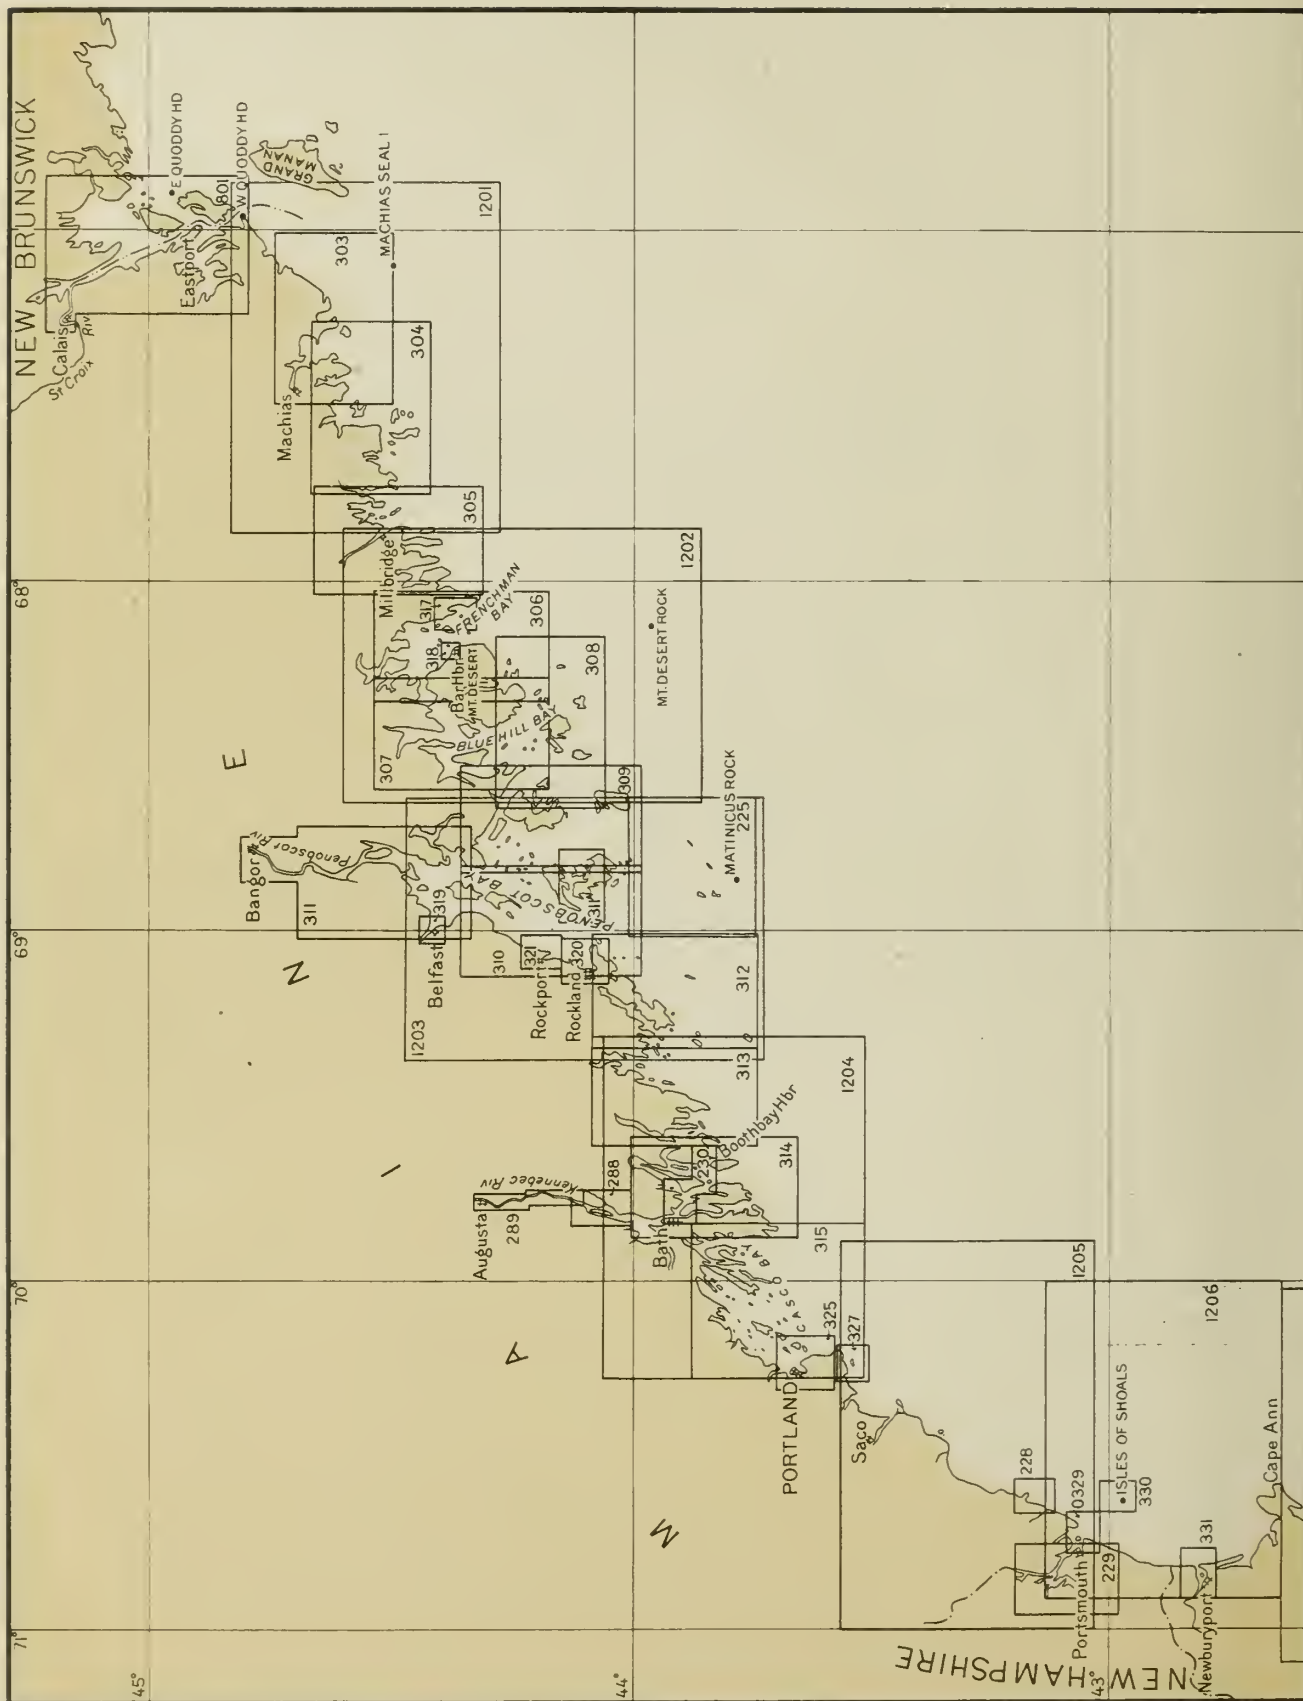 NEW BRUNSWICK
St Croix
Riv
Calais
Eastport
801
E QUODDY HD
W QUODDY HD
GRAND
MANAN
1201
303
MACHIAS SEAL I
304
Machias
305
68°
Millbridge
1202
317
FRENCHMAN
BAY
306
318
Bar Hbr
MT. DESERT
308
MT. DESERT ROCK
BLUE HILL BAY
307
309
MATINICUS ROCK
225
Bangor
Penobscot Riv
311
PENOBSCOT BAY
311
319
Belfast
69°
310
321
Rockport
320
Rockland
312
1203
313
1204
Boothbay Hbr
314
230
288
Kennebec Riv
Augusta
289
Bath
315
70°
CASCO BAY
325
327
PORTLAND
Saco
1205
1206
ISLES OF SHOALS
330
228
0329
Portsmouth
229
331
Newburyport
Cape Ann
71°
NEW HAMPSHIRE
45°
44°
43°
M A I N E